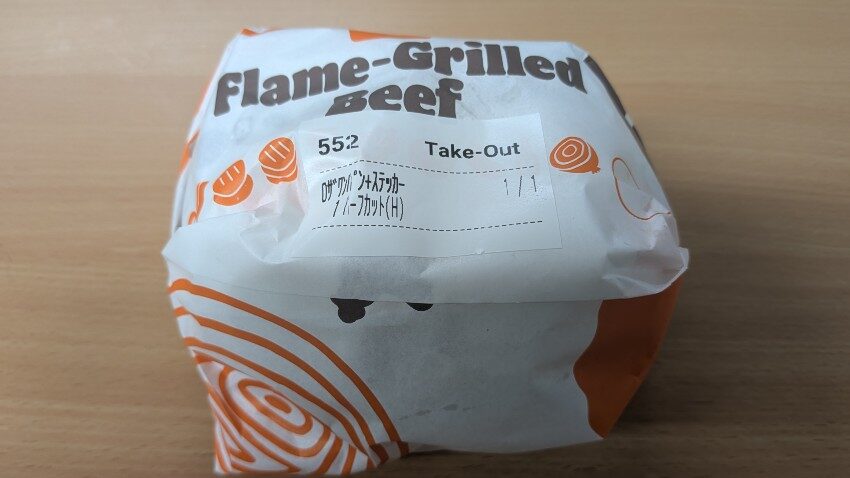 Flame-Grilled
Beef
552 Take-Out
ロザワンパン+ステッカー 1 / 1
1 ハーフカット(H)